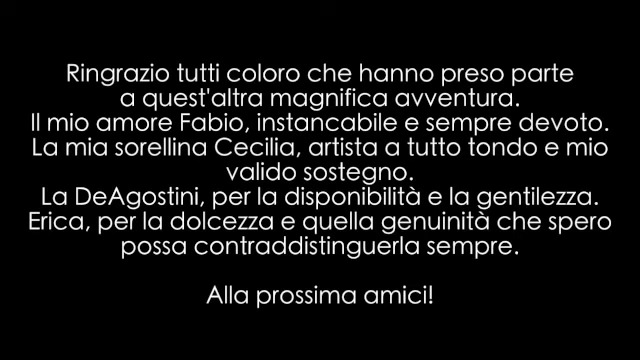 Ringrazio tutti coloro che hanno preso parte
a quest'altra magnifica avventura.
Il mio amore Fabio, instancabile e sempre devoto.
La mia sorellina Cecilia, artista a tutto tondo e mio
valido sostegno.
La DeAgostini, per la disponibilità e la gentilezza.
Erica, per la dolcezza e quella genuinità che spero
possa contraddistinguerla sempre.
Alla prossima amici!